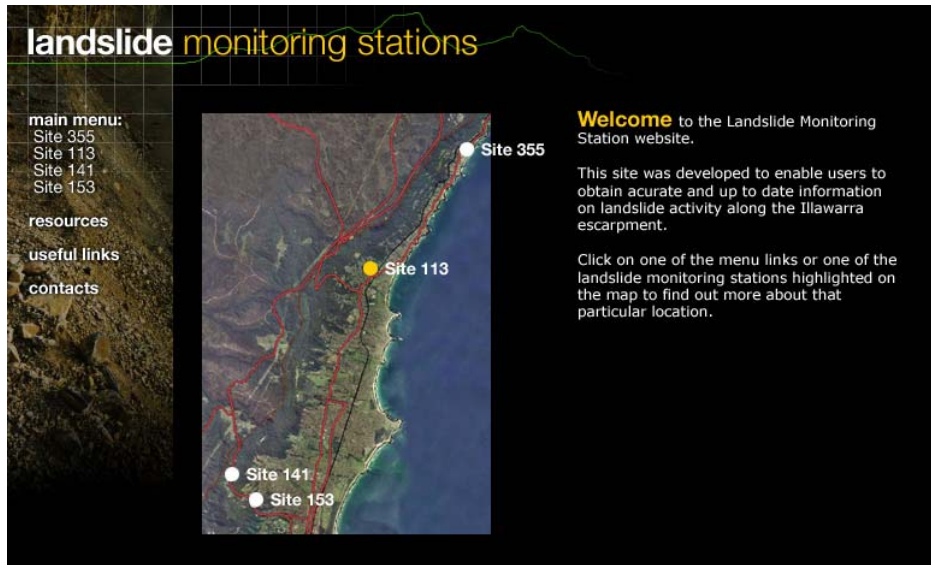 landslide monitoring stations
main menu:
Site 355
Site 113
Site 141
Site 153
resources
useful links
contacts
Site 355
Site 113
Site 141
Site 153
Welcome to the Landslide Monitoring
Station website.
This site was developed to enable users to
obtain acurate and up to date information
on landslide activity along the Illawarra
escarpment.
Click on one of the menu links or one of the
landslide monitoring stations highlighted on
the map to find out more about that
particular location.